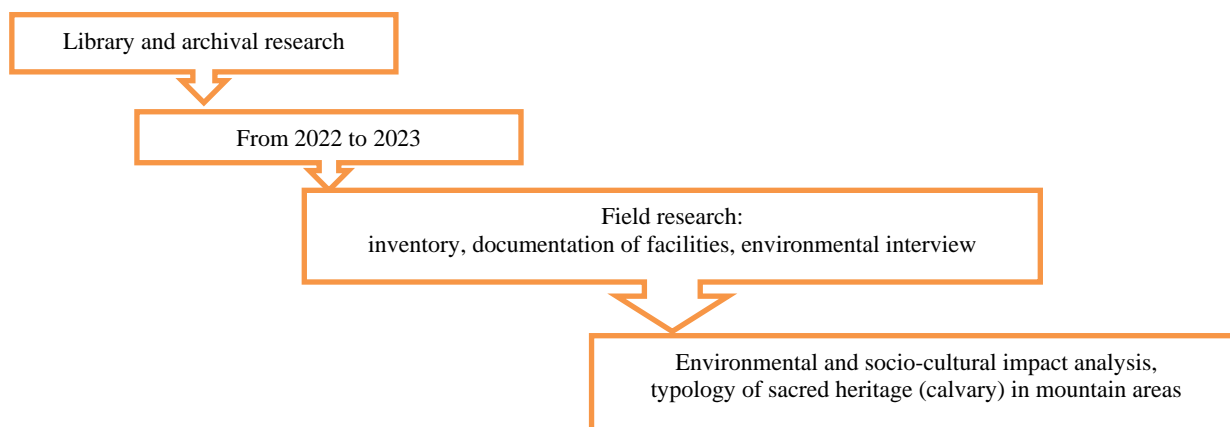 Library and archival research
From 2022 to 2023
Field research:
inventory, documentation of facilities, environmental interview
Environmental and socio-cultural impact analysis,
typology of sacred heritage (calvary) in mountain areas